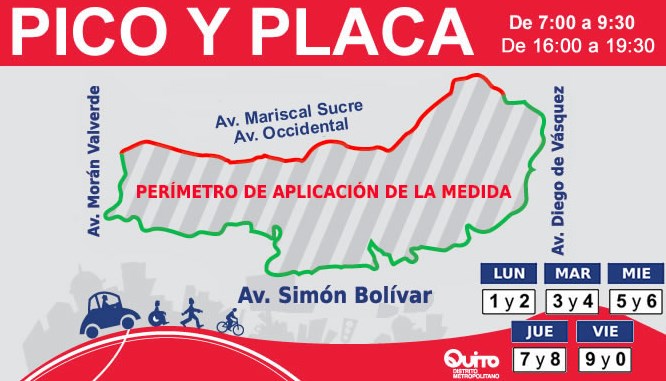 PICO Y PLACA
De 7:00 a 9:30
De 16:00 a 19:30
Av. Morán Valverde
Av. Mariscal Sucre
Av. Occidental
Av. Diego de Vásquez
PERÍMETRO DE APLICACIÓN DE LA MEDIDA
Av. Simón Bolívar
LUN MAR MIE
1 y 2 3 y 4 5 y 6
JUE VIE
7 y 8 9 y 0
QUITO
DISTRITO
METROPOLITANO